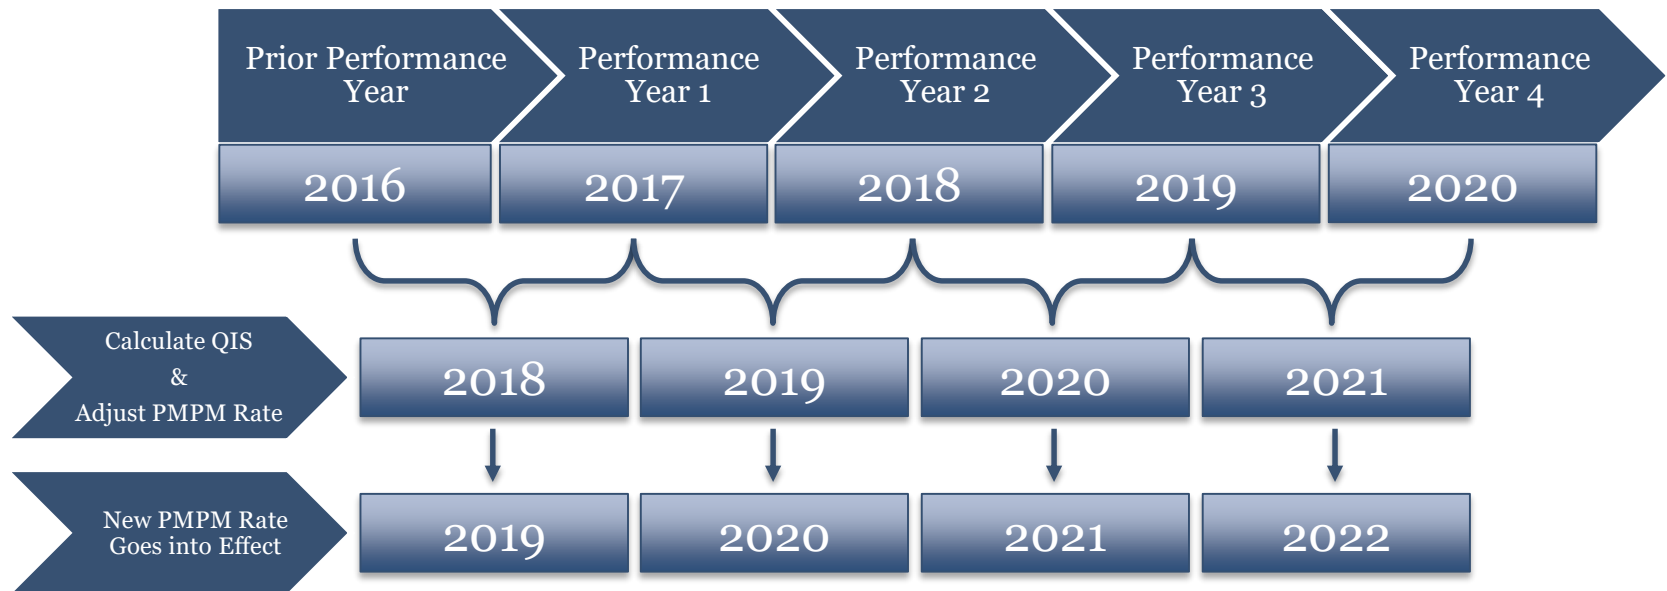 Prior Performance
Year
Performance
Year 1
Performance
Year 2
Performance
Year 3
Performance
Year 4
2016
2017
2018
2019
2020
Calculate QIS
&
Adjust PMPM Rate
2018
2019
2020
2021
New PMPM Rate
Goes into Effect
2019
2020
2021
2022